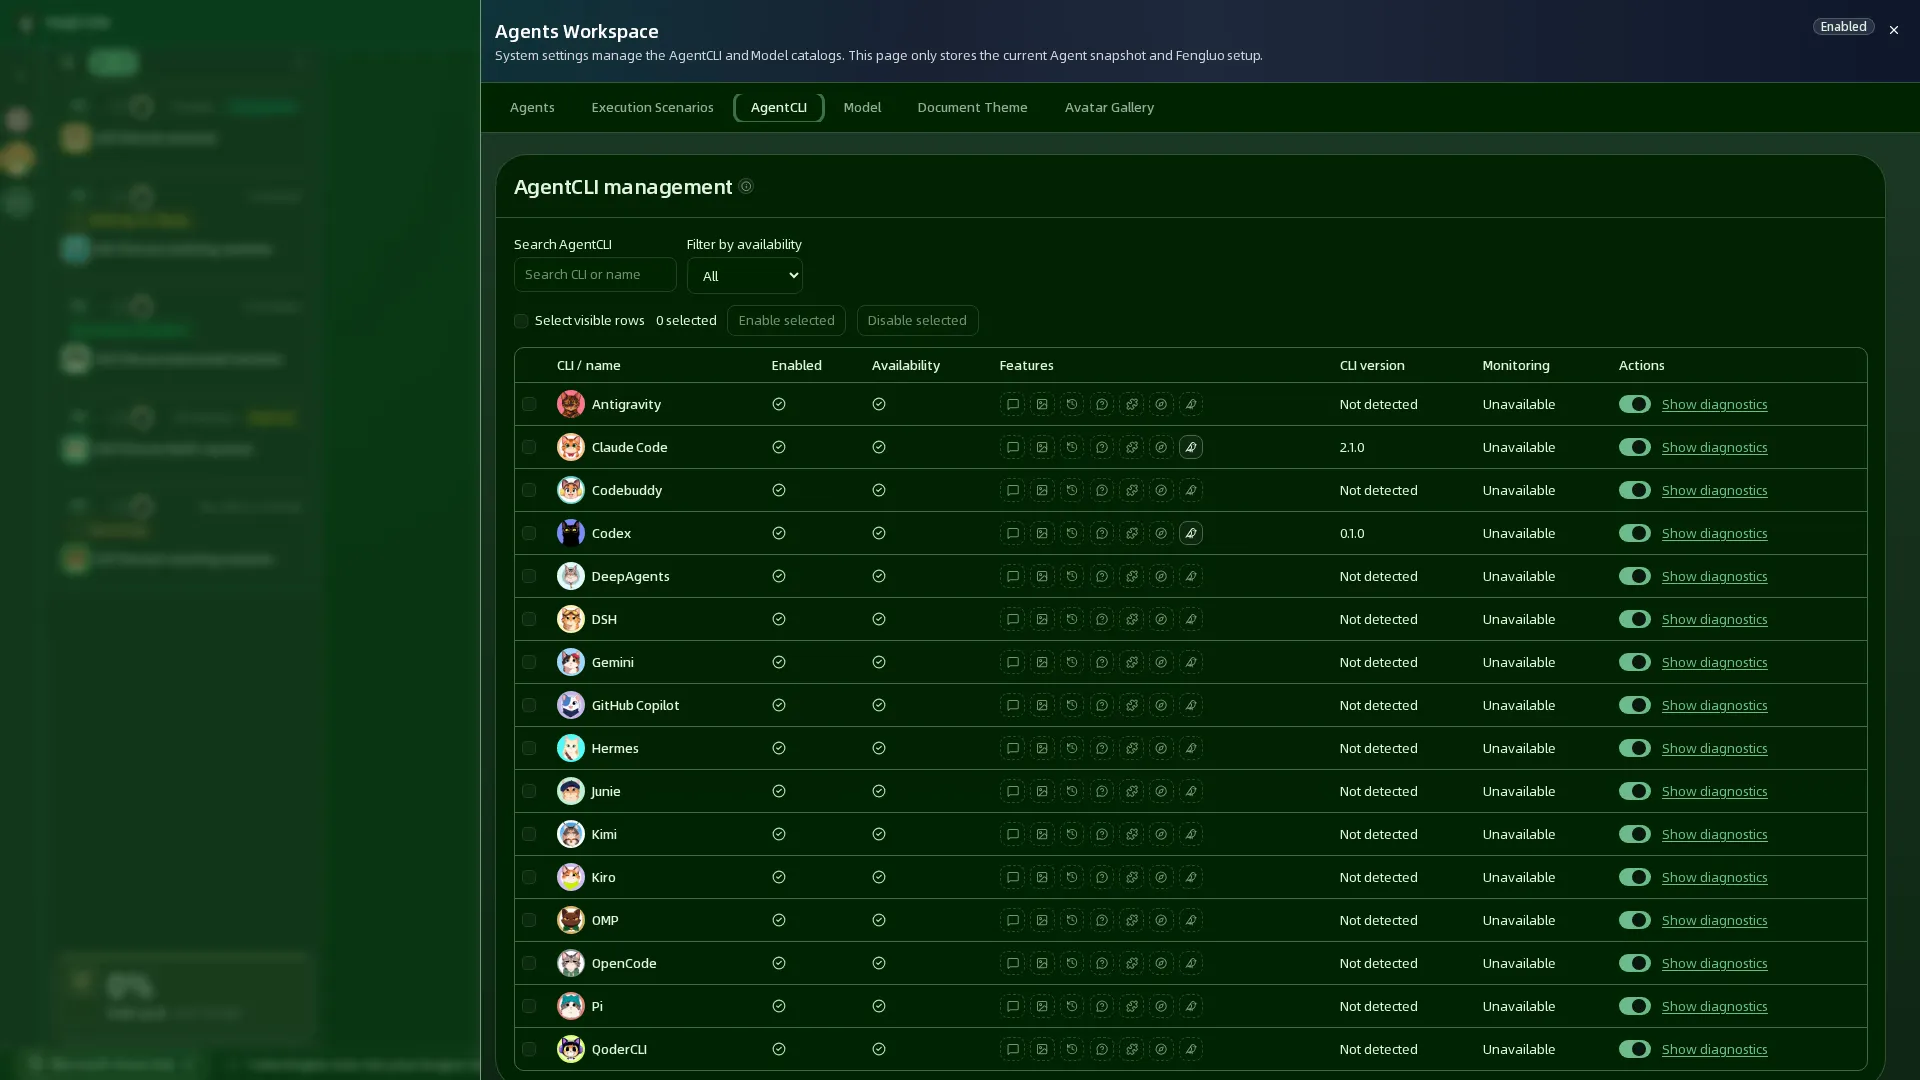 Agents Workspace
Enabled
System settings manage the AgentCLI and Model catalogs. This page only stores the current Agent snapshot and Fengluo setup.
Agents Execution Scenarios AgentCLI Model Document Theme Avatar Gallery
AgentCLI management
Search AgentCLI Filter by availability
Search CLI or name All
Select visible rows 0 selected Enable selected Disable selected
CLI / name Enabled Availability Features CLI version Monitoring Actions
Antigravity Not detected Unavailable Show diagnostics
Claude Code 2.1.0 Unavailable Show diagnostics
Codebuddy Not detected Unavailable Show diagnostics
Codex 0.1.0 Unavailable Show diagnostics
DeepAgents Not detected Unavailable Show diagnostics
DSH Not detected Unavailable Show diagnostics
Gemini Not detected Unavailable Show diagnostics
GitHub Copilot Not detected Unavailable Show diagnostics
Hermes Not detected Unavailable Show diagnostics
Junie Not detected Unavailable Show diagnostics
Kimi Not detected Unavailable Show diagnostics
Kiro Not detected Unavailable Show diagnostics
OMP Not detected Unavailable Show diagnostics
OpenCode Not detected Unavailable Show diagnostics
Pi Not detected Unavailable Show diagnostics
QoderCLI Not detected Unavailable Show diagnostics